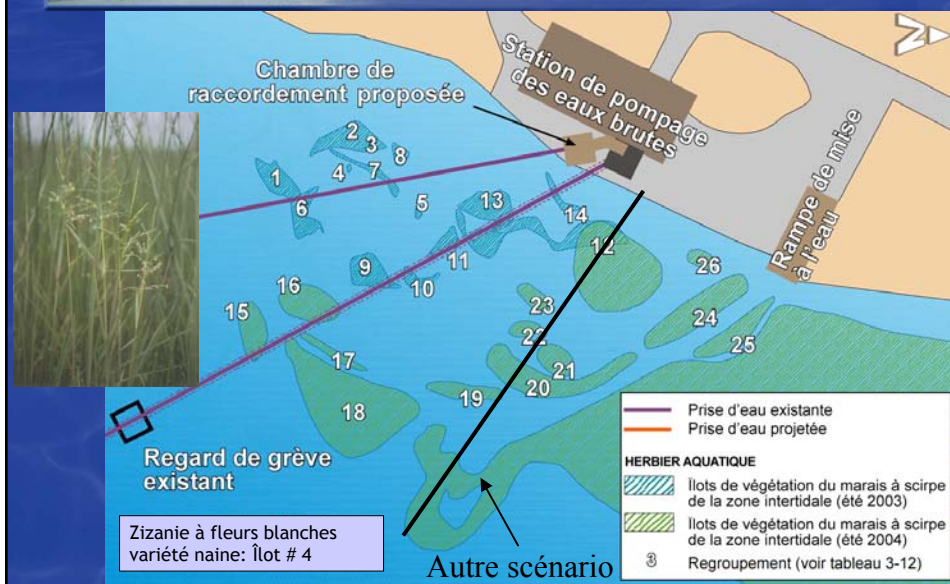 Chambre de
raccordement proposée
Station de pompage
des eaux brutes
Rampe de mise
à l'eau
N
1
2
3
4
5
6
7
8
9
10
11
12
13
14
15
16
17
18
19
20
21
22
23
24
25
26
Regard de grève
existant
Zizanie à fleurs blanches
variété naine: Îlot # 4
Autre scénario
Prise d'eau existante
Prise d'eau projetée
HERBIER AQUATIQUE
Îlots de végétation du marais à scirpe
de la zone intertidale (été 2003)
Îlots de végétation du marais à scirpe
de la zone intertidale (été 2004)
3 Regroupement (voir tableau 3-12)